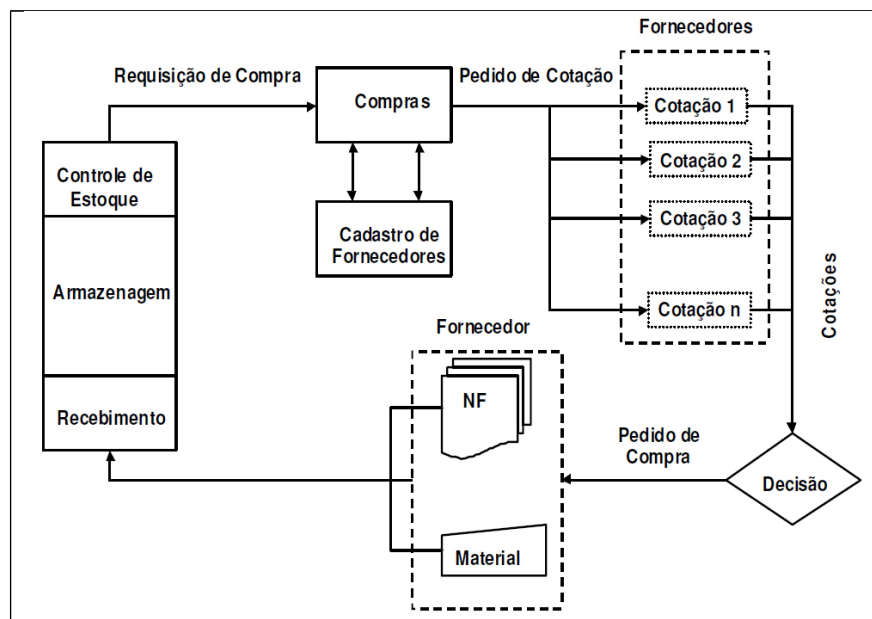 Fornecedores
Requisição de Compra
Compras
Pedido de Cotação
Cotação 1
Cotação 2
Cotação 3
Cotação n
Controle de
Estoque
Cadastro de
Fornecedores
Armazenagem
Cotações
Fornecedor
Recebimento
NF
Pedido de
Compra
Decisão
Material